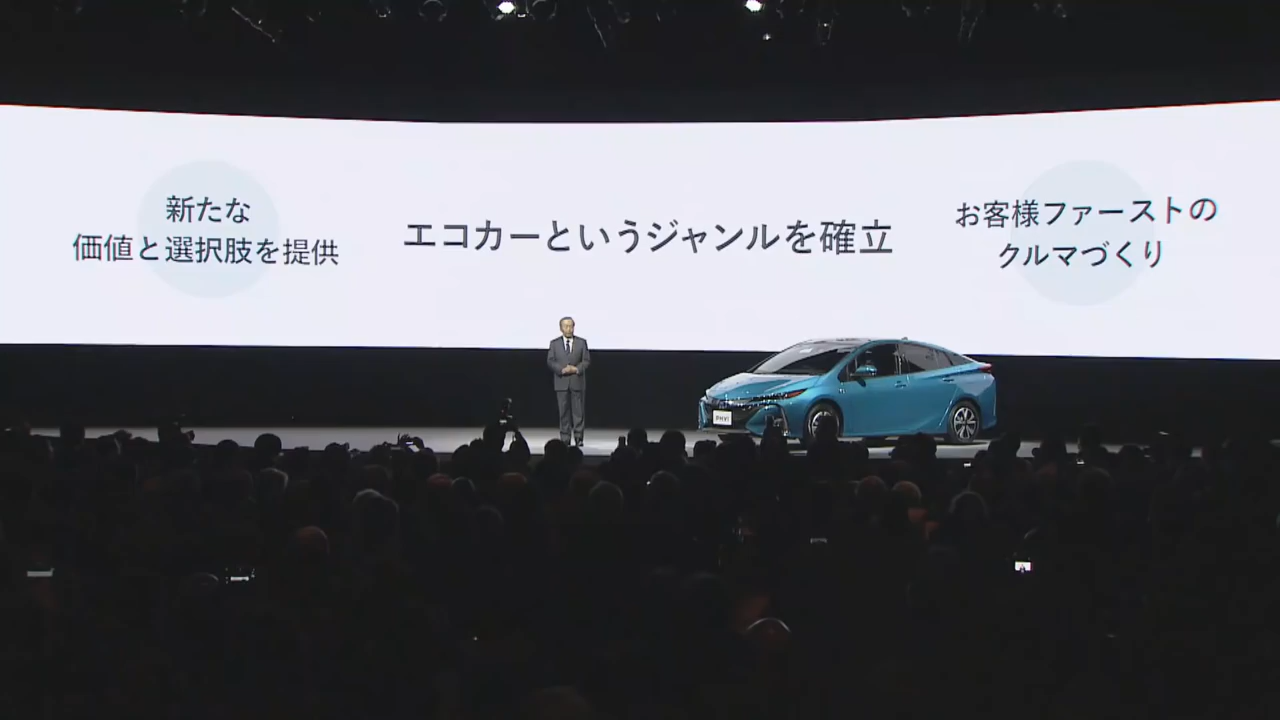 新たな
価値と選択肢を提供
エコカーというジャンルを確立
お客様ファーストの
クルマづくり
PHV